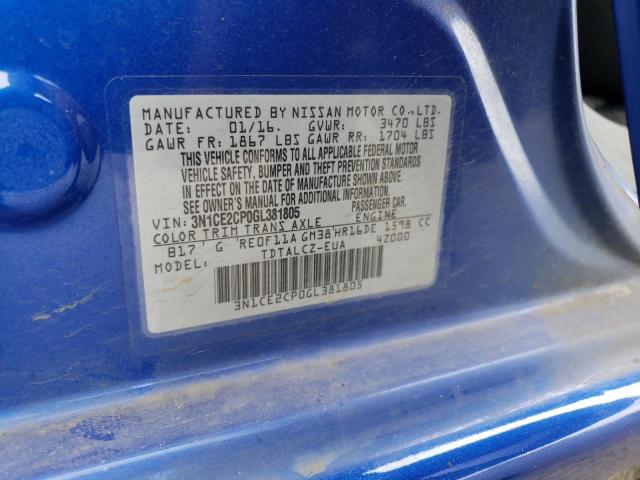 MANUFACTURED BY NISSAN MOTOR CO.,LTD.
DATE: 01/16. GVWR: 3470 LBS
GAWR FR: 1867 LBS GAWR RR: 1704 LBS
THIS VEHICLE CONFORMS TO ALL APPLICABLE FEDERAL MOTOR
VEHICLE SAFETY, BUMPER AND THEFT PREVENTION STANDARDS
IN EFFECT ON THE DATE OF MANUFACTURE SHOWN ABOVE.
SEE OWNER'S MANUAL FOR ADDITIONAL INFORMATION
VIN: 3N1CE2CP0GL381805 PASSENGER CAR.
COLOR TRIM TRANS AXLE ENGINE
B17' G RE0F11A GM38'HR16DE 1598 CC
MODEL: TDTALCZ-EUA 4Z000
3N1CE2CP0GL381805